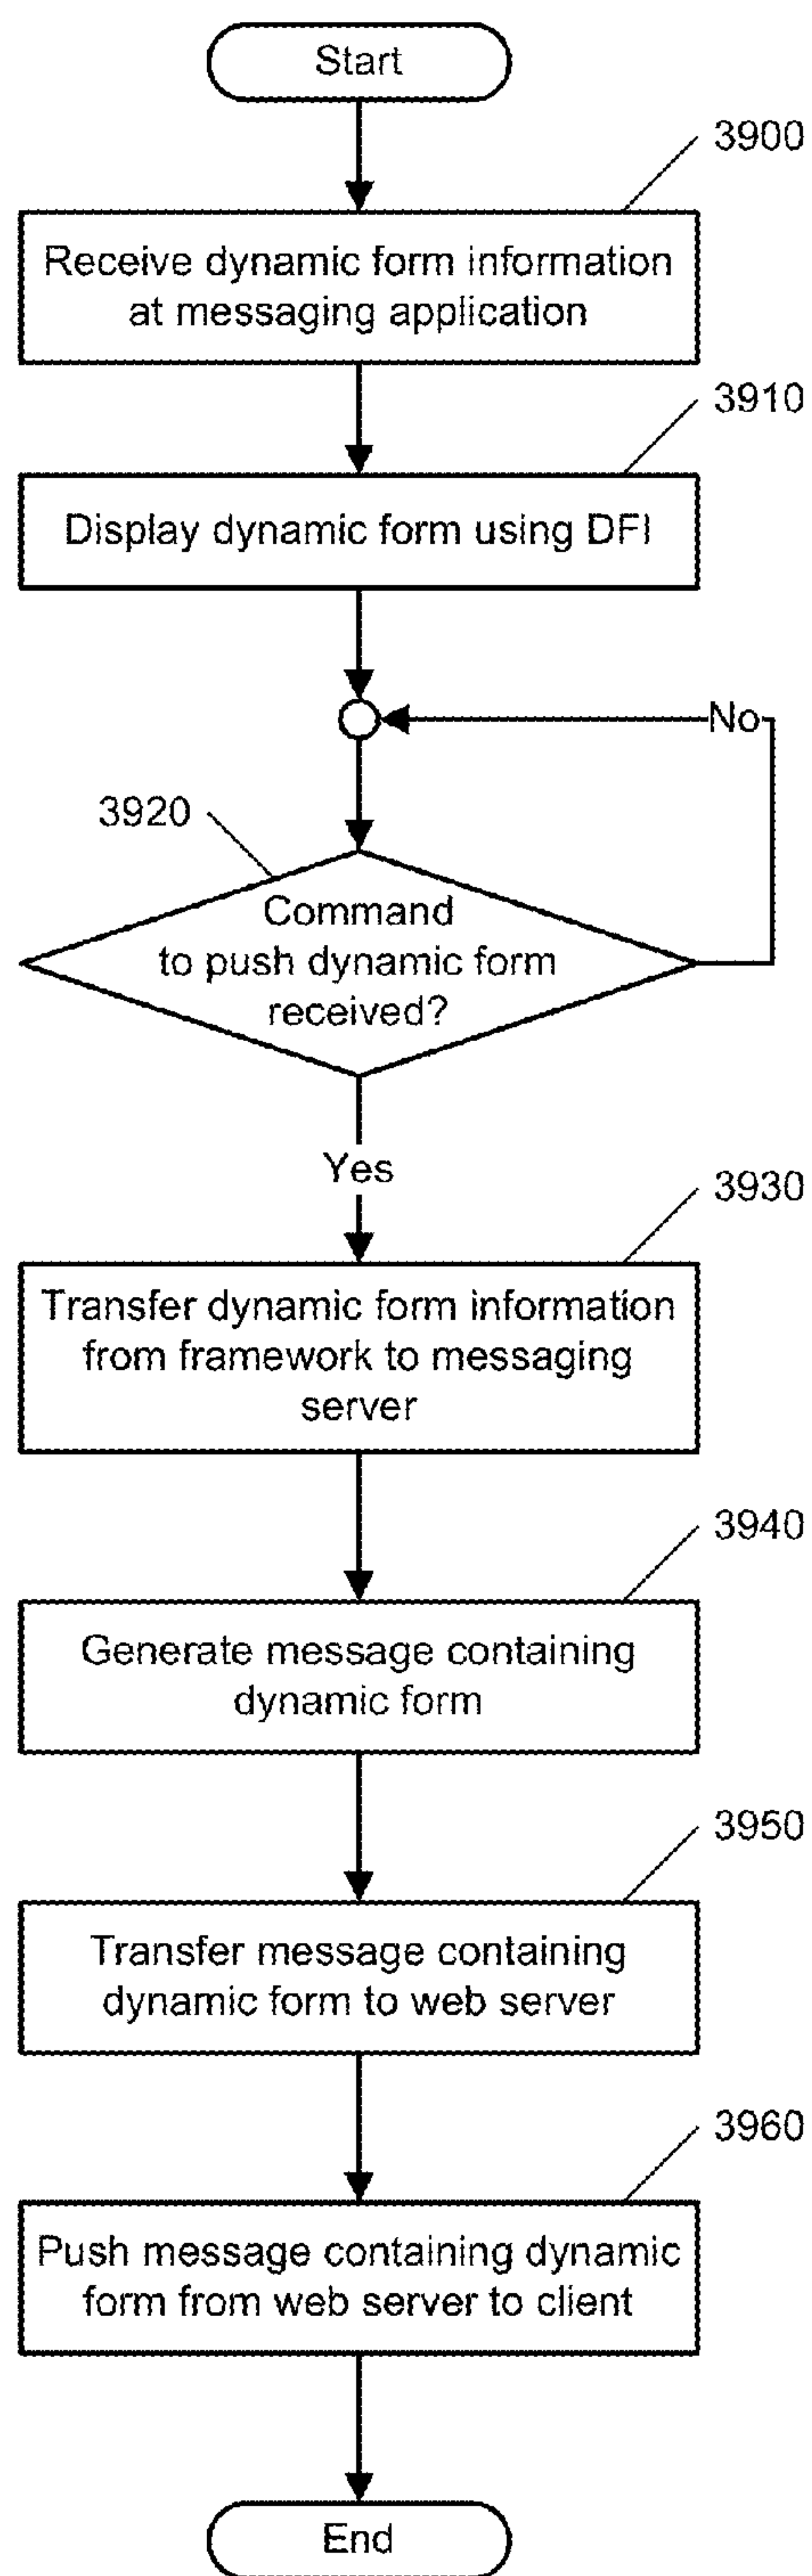 Start
3900
Receive dynamic form information
at messaging application
3910
Display dynamic form using DFI
No
3920
Command
to push dynamic form
received?
Yes
3930
Transfer dynamic form information
from framework to messaging
server
3940
Generate message containing
dynamic form
3950
Transfer message containing
dynamic form to web server
3960
Push message containing dynamic
form from web server to client
End